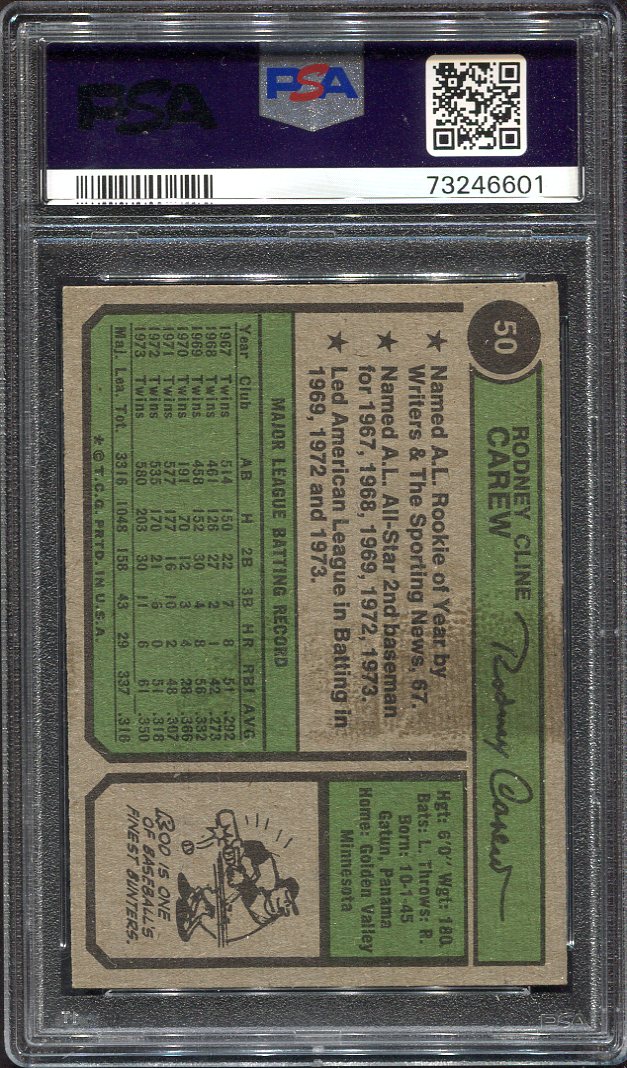 PSA
PSA
73246601
50
RODNEY CLINE
CAREW
Rodney Carew
★ Named A.L. Rookie of Year by
Writers & The Sporting News, 67.
★ Named A.L. All-Star 2nd baseman
for 1967, 1968, 1969, 1972, 1973.
★ Led American League in Batting in
1969, 1972 and 1973.
Hgt: 6'0" Wgt: 180
Bats: L. Throws: R.
Born: 10-1-45
Gatun, Panama
Home: Golden Valley
Minnesota
MAJOR LEAGUE BATTING RECORD
Year Club AB H 2B 3B HR RBI AVG
1967 Twins 514 150 22 7 8 51 .292
1968 Twins 461 126 27 2 1 42 .273
1969 Twins 458 152 30 4 8 56 .332
1970 Twins 191 70 12 3 4 28 .366
1971 Twins 577 177 16 10 2 48 .307
1972 Twins 535 170 21 6 0 51 .318
1973 Twins 580 203 30 11 6 61 .350
Maj. Lea. Tot. 3316 1048 158 43 29 337 .318
* © T.C.G. PRTD. IN U.S.A.
ROD IS ONE
OF BASEBALL'S
FINEST BUNTERS.
PSA